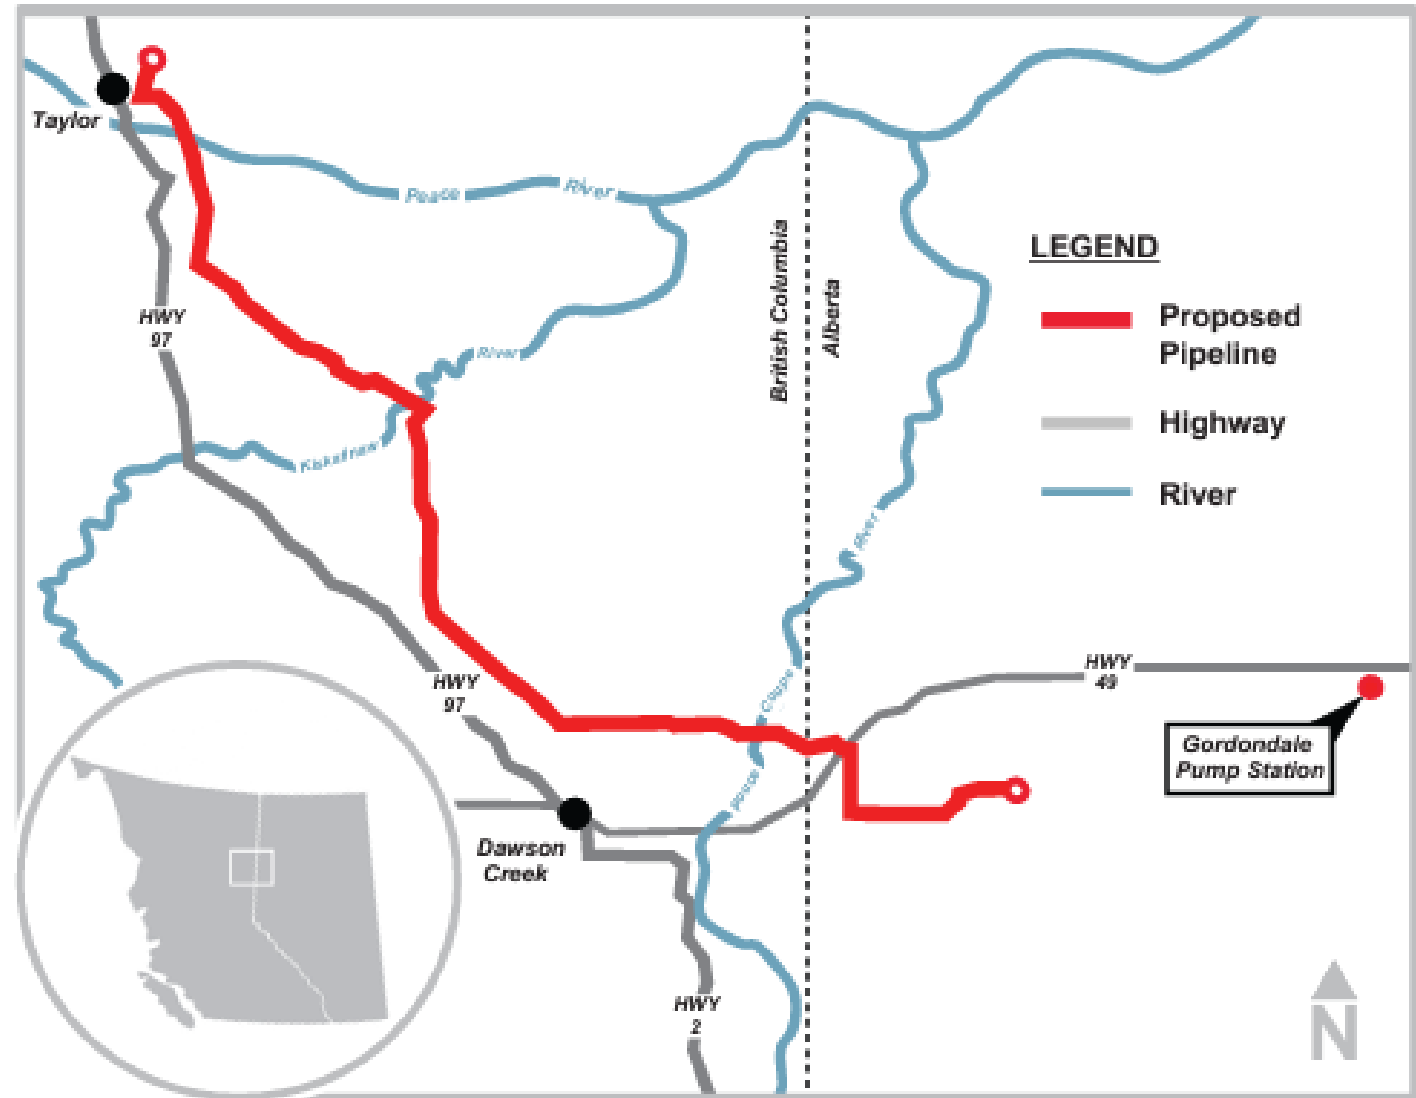 Taylor
Peace
River
HWY
97
River
Kiskatinaw
British Columbia
Alberta
LEGEND
Proposed
Pipeline
Highway
River
River
HWY
97
Pouce
Coupe
HWY
49
Gordondale
Pump Station
Dawson
Creek
HWY
2
N